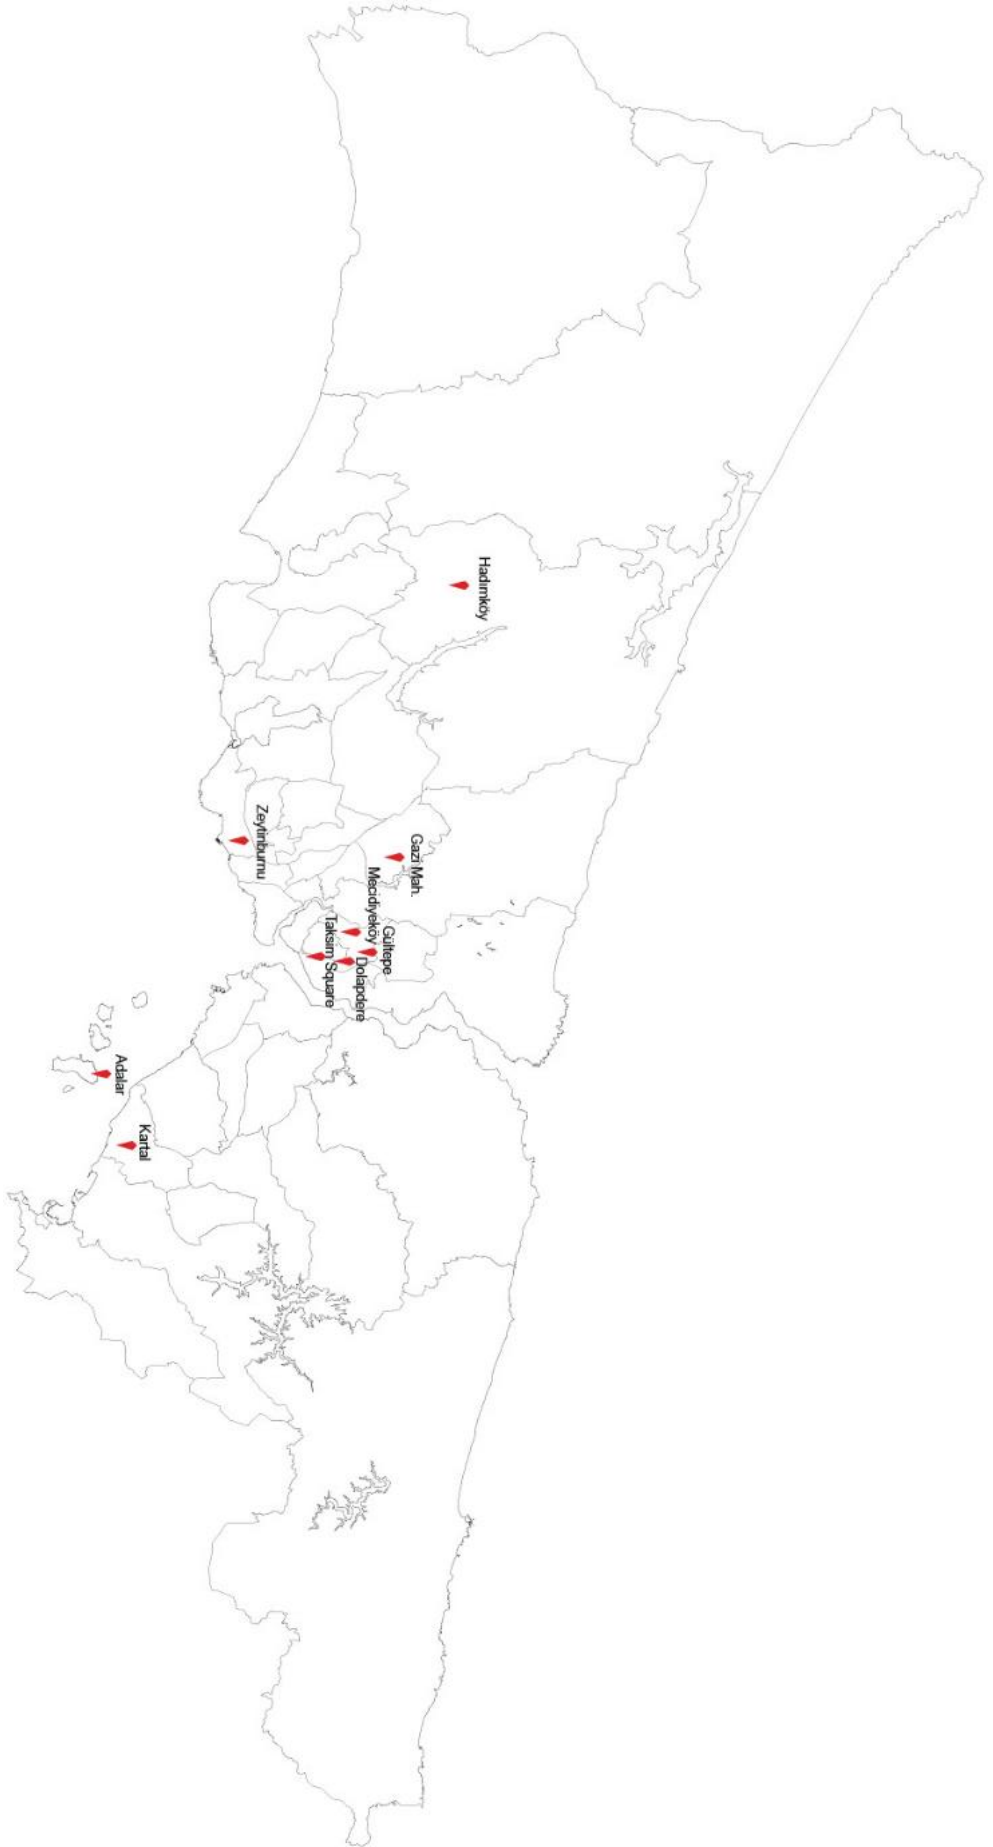 Hadımköy
Gazi Mah.
Zeytinburnu
Mecidiyeköy
Gültepe
Taksim Square
Dolapdere
Adalar
Kartal